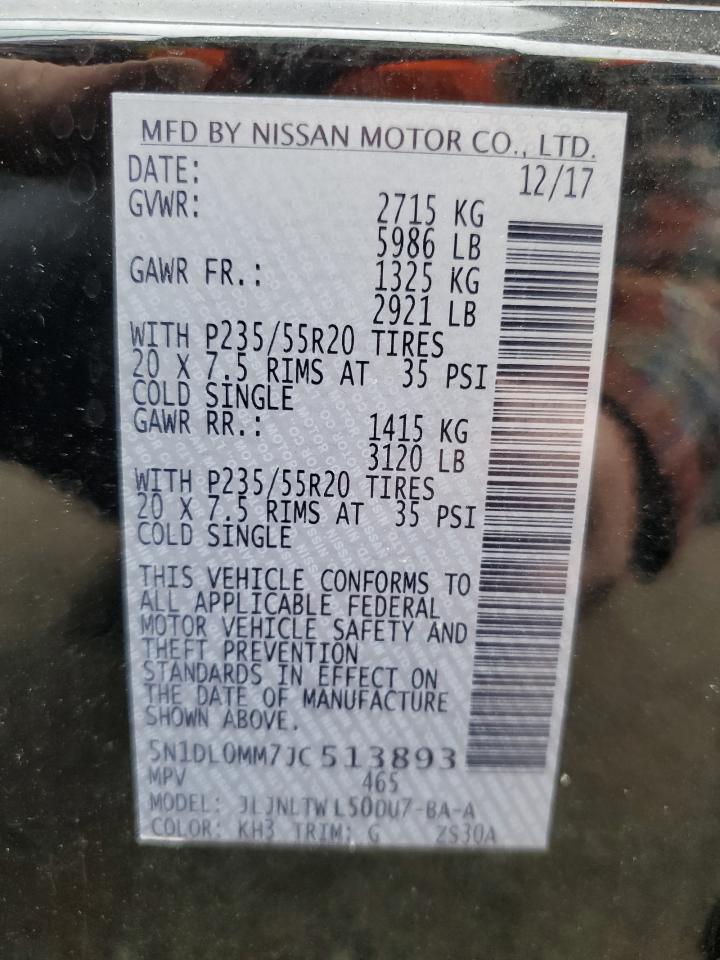 MFD BY NISSAN MOTOR CO., LTD.
DATE: 12/17
GVWR: 2715 KG
5986 LB
GAWR FR.: 1325 KG
2921 LB
WITH P235/55R20 TIRES
20 X 7.5 RIMS AT 35 PSI
COLD SINGLE
GAWR RR.: 1415 KG
3120 LB
WITH P235/55R20 TIRES
20 X 7.5 RIMS AT 35 PSI
COLD SINGLE
THIS VEHICLE CONFORMS TO
ALL APPLICABLE FEDERAL
MOTOR VEHICLE SAFETY AND
THEFT PREVENTION
STANDARDS IN EFFECT ON
THE DATE OF MANUFACTURE
SHOWN ABOVE.
5N1DL0MM7JC513893
MPV 465
MODEL: JLJNLTWL50DU7-BA-A
COLOR: KH3 TRIM: G ZS30A